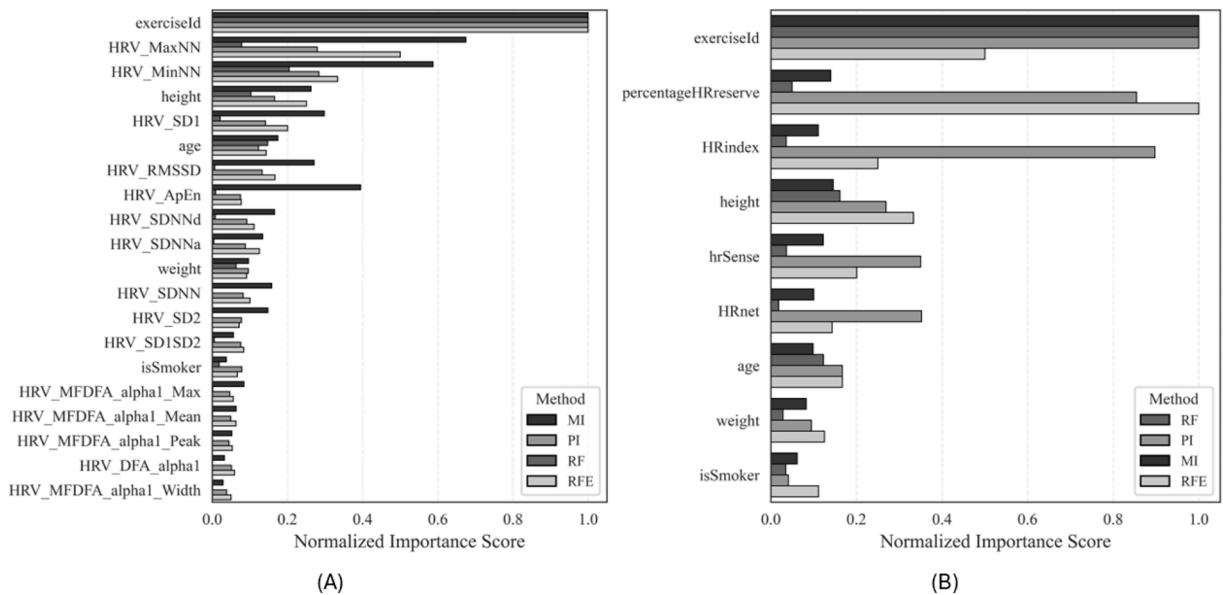 (A)
exerciseId
HRV_MaxNN
HRV_MinNN
height
HRV_SD1
age
HRV_RMSSD
HRV_ApEn
HRV_SDNNd
HRV_SDNNa
weight
HRV_SDNN
HRV_SD2
HRV_SD1SD2
isSmoker
HRV_MFDFA_alpha1_Max
HRV_MFDFA_alpha1_Mean
HRV_MFDFA_alpha1_Peak
HRV_DFA_alpha1
HRV_MFDFA_alpha1_Width
Method
MI
PI
RF
RFE
0.0 0.2 0.4 0.6 0.8 1.0
Normalized Importance Score
(B)
exerciseId
percentageHRreserve
HRindex
height
hrSense
HRnet
age
weight
isSmoker
Method
RF
PI
MI
RFE
0.0 0.2 0.4 0.6 0.8 1.0
Normalized Importance Score
(A)
(B)